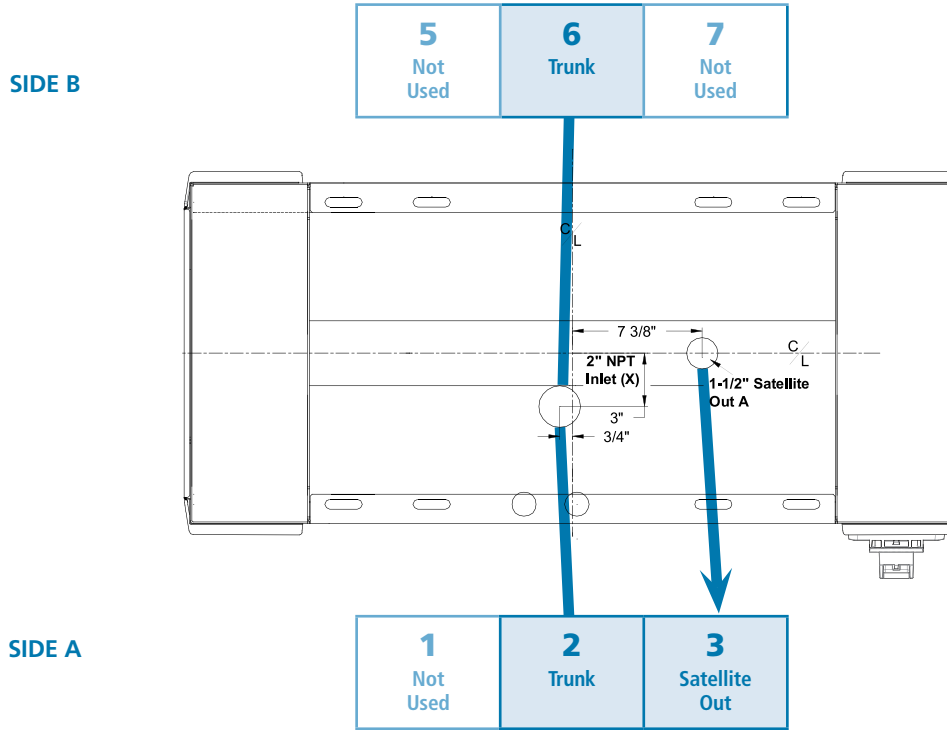 SIDE B
5
Not
Used
6
Trunk
7
Not
Used
C
L
7 3/8"
C
L
2" NPT
Inlet (X)
1-1/2" Satellite
Out A
3"
3/4"
SIDE A
1
Not
Used
2
Trunk
3
Satellite
Out